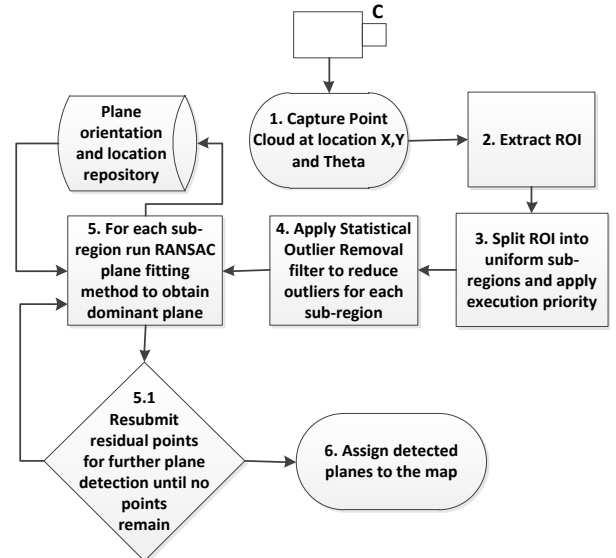 C
1. Capture Point
Cloud at location X,Y
and Theta
2. Extract ROI
3. Split ROI into
uniform sub-
regions and apply
execution priority
4. Apply Statistical
Outlier Removal
filter to reduce
outliers for each
sub-region
Plane
orientation
and location
repository
5. For each sub-
region run RANSAC
plane fitting
method to obtain
dominant plane
5.1
Resubmit
residual points
for further plane
detection until no
points
remain
6. Assign detected
planes to the map